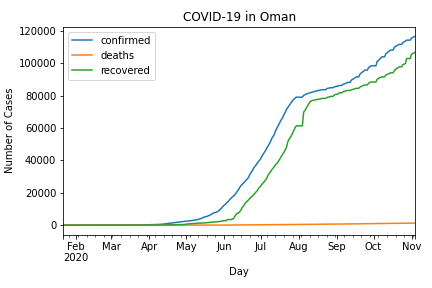 COVID-19 in Oman
confirmed
deaths
recovered
120000
100000
80000
60000
40000
20000
0
Number of Cases
Feb Mar Apr May Jun Jul Aug Sep Oct Nov
2020
Day